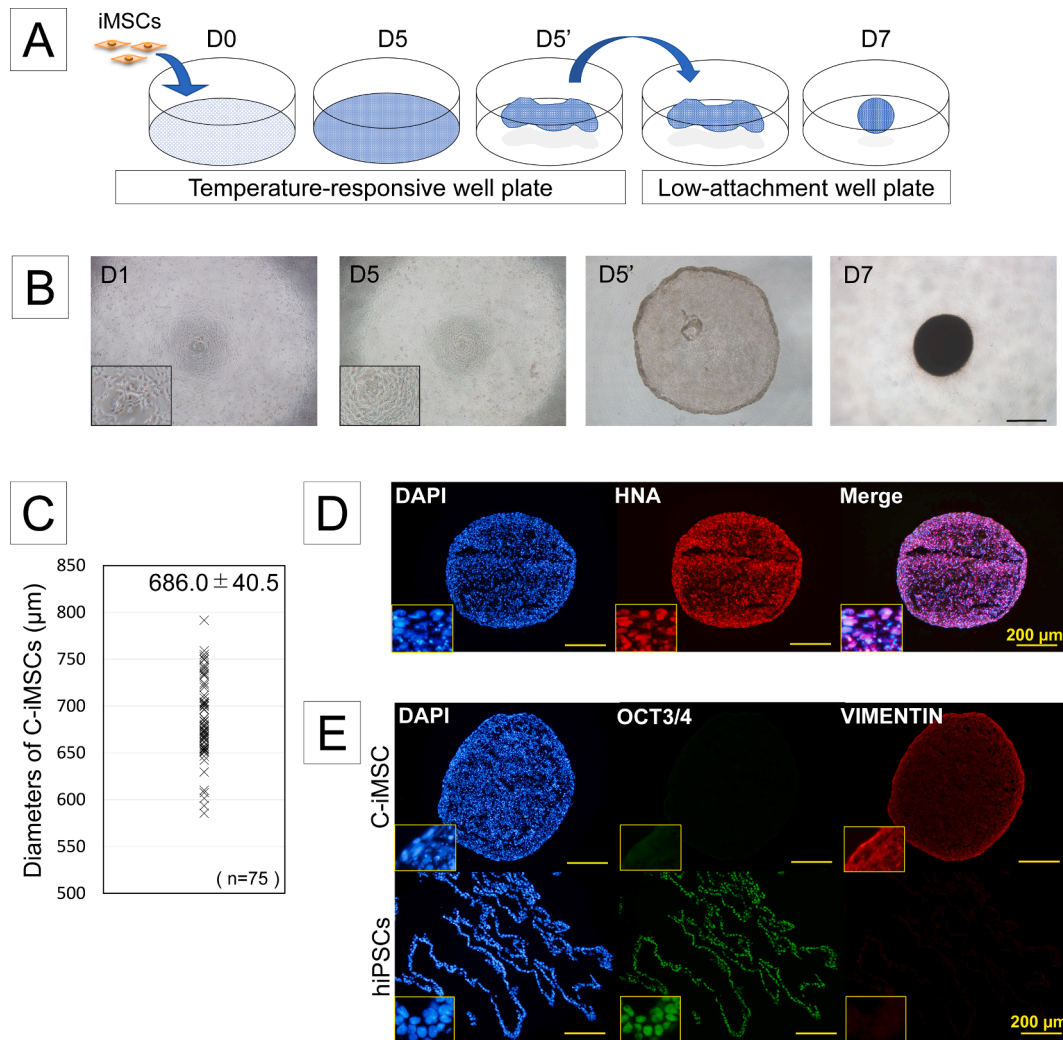 A
iMSCs
D0
D5
D5’
D7
Temperature-responsive well plate
Low-attachment well plate
B
D1
D5
D5’
D7
C
Diameters of C-iMSCs (µm)
850
800
750
700
650
600
550
500
686.0 ± 40.5
( n=75 )
D
DAPI
HNA
Merge
200 µm
E
C-iMSC
DAPI
OCT3/4
VIMENTIN
hiPSCs
200 µm